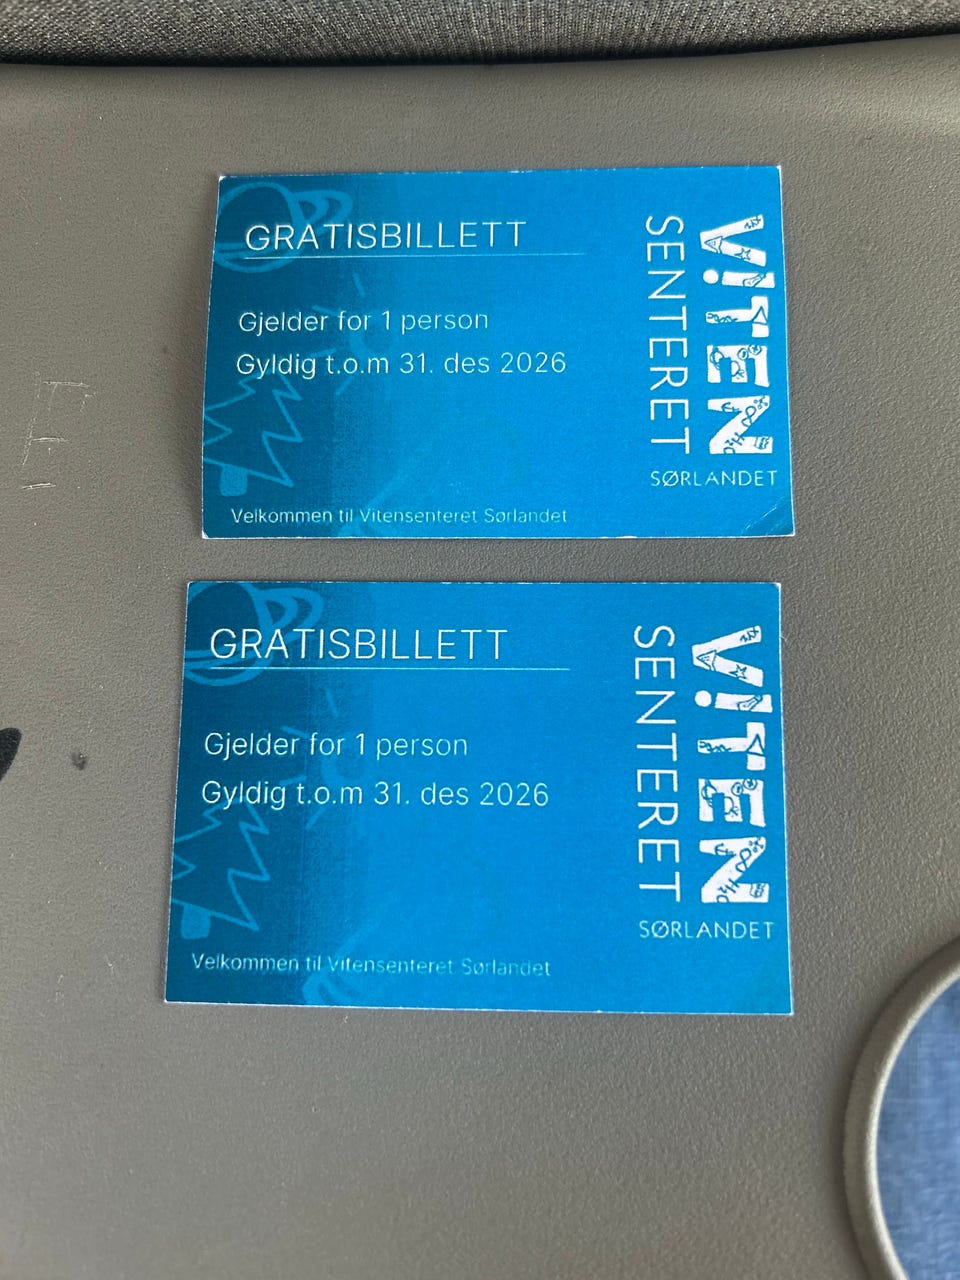 GRATISBILLETT
Gjelder for 1 person
Gyldig t.o.m 31. des 2026
Velkommen til Vitensenteret Sørlandet
ViTEN
SENTERET
SØRLANDET
GRATISBILLETT
Gjelder for 1 person
Gyldig t.o.m 31. des 2026
Velkommen til Vitensenteret Sørlandet
ViTEN
SENTERET
SØRLANDET